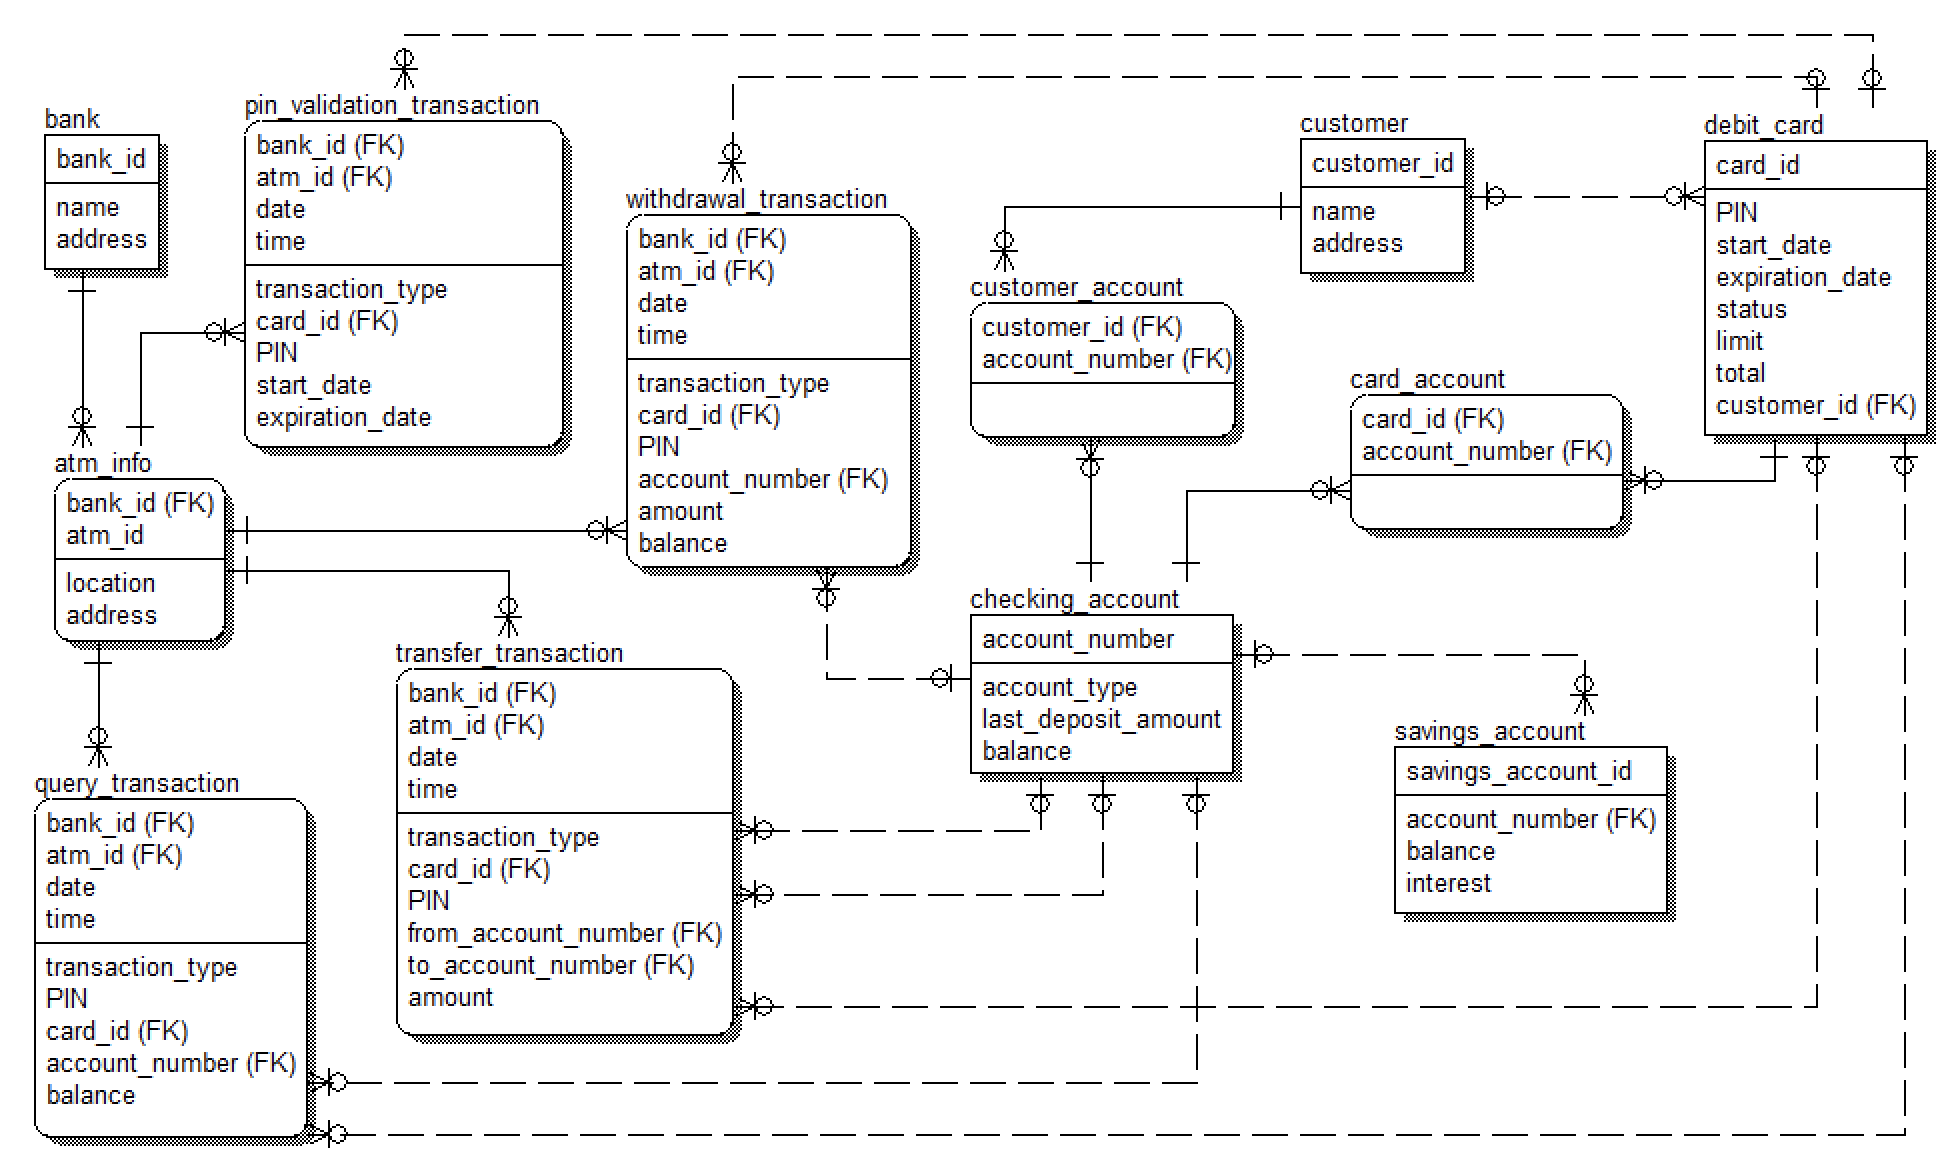 bank
bank_id
name
address
pin_validation_transaction
bank_id (FK)
atm_id (FK)
date
time
transaction_type
card_id (FK)
PIN
start_date
expiration_date
withdrawal_transaction
bank_id (FK)
atm_id (FK)
date
time
transaction_type
card_id (FK)
PIN
account_number (FK)
amount
balance
customer
customer_id
name
address
debit_card
card_id
PIN
start_date
expiration_date
status
limit
total
customer_id (FK)
customer_account
customer_id (FK)
account_number (FK)
card_account
card_id (FK)
account_number (FK)
atm_info
bank_id (FK)
atm_id
location
address
transfer_transaction
bank_id (FK)
atm_id (FK)
date
time
transaction_type
card_id (FK)
PIN
from_account_number (FK)
to_account_number (FK)
amount
checking_account
account_number
account_type
last_deposit_amount
balance
savings_account
savings_account_id
account_number (FK)
balance
interest
query_transaction
bank_id (FK)
atm_id (FK)
date
time
transaction_type
PIN
card_id (FK)
account_number (FK)
balance